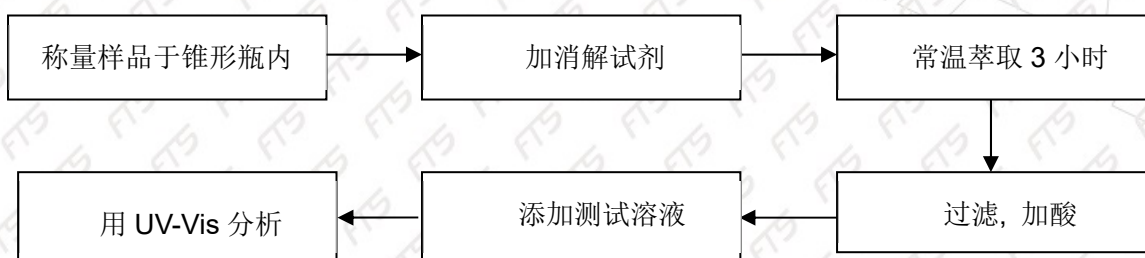 称量样品于锥形瓶内
加消解试剂
常温萃取 3 小时
过滤, 加酸
添加测试溶液
用 UV-Vis 分析